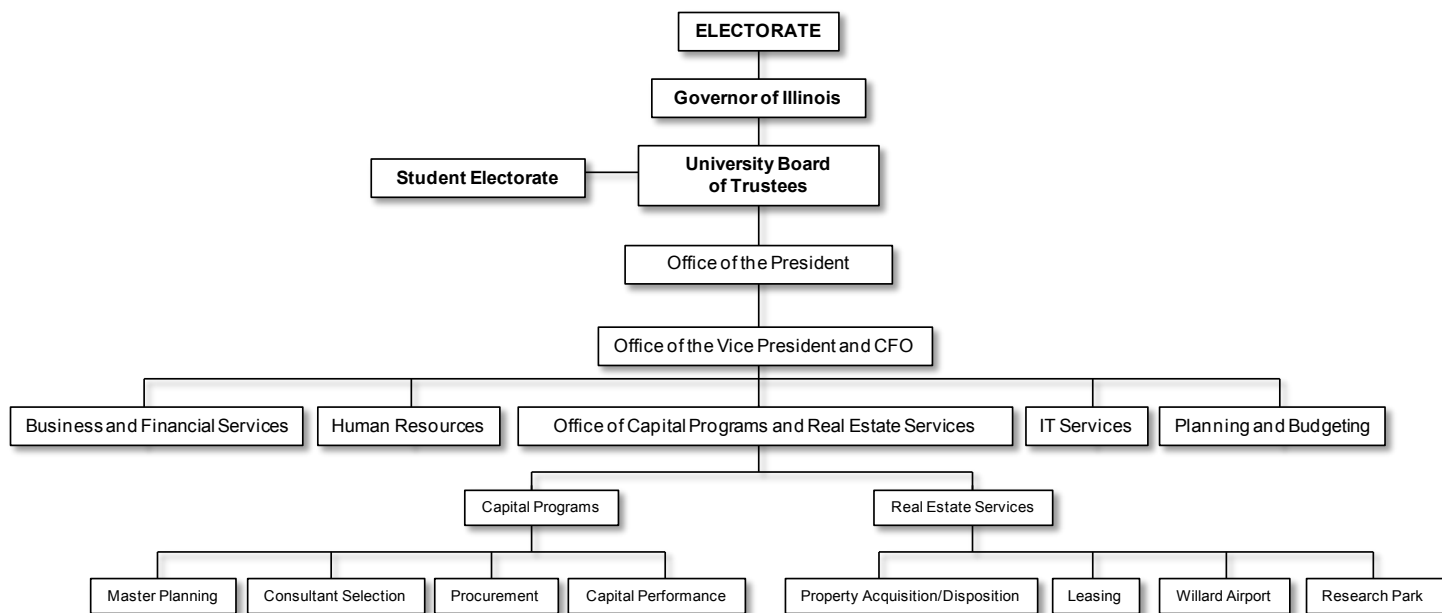 ELECTORATE
Governor of Illinois
Student Electorate
University Board
of Trustees
Office of the President
Office of the Vice President and CFO
Business and Financial Services
Human Resources
Office of Capital Programs and Real Estate Services
IT Services
Planning and Budgeting
Capital Programs
Real Estate Services
Master Planning
Consultant Selection
Procurement
Capital Performance
Property Acquisition/Disposition
Leasing
Willard Airport
Research Park